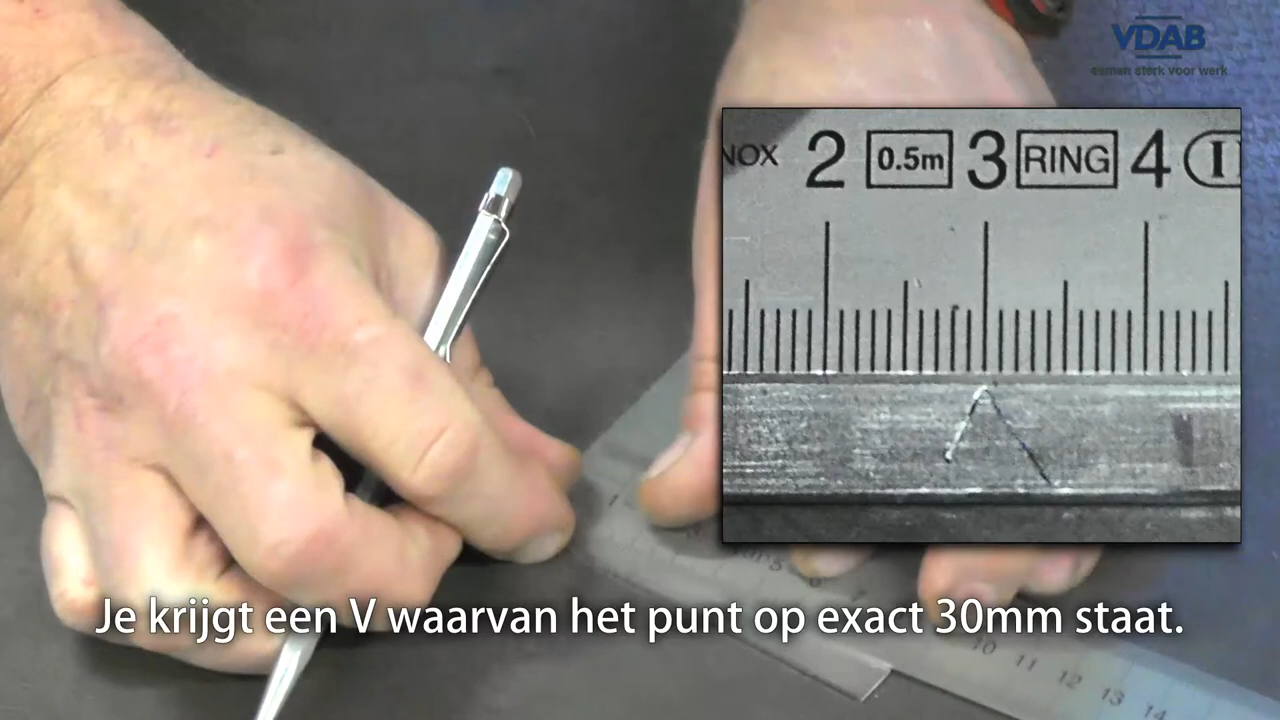 VDAB
samen sterk voor werk
NOX 2 0.5m 3 RING 4 I
1
10 11 12 13 14
Je krijgt een V waarvan het punt op exact 30mm staat.